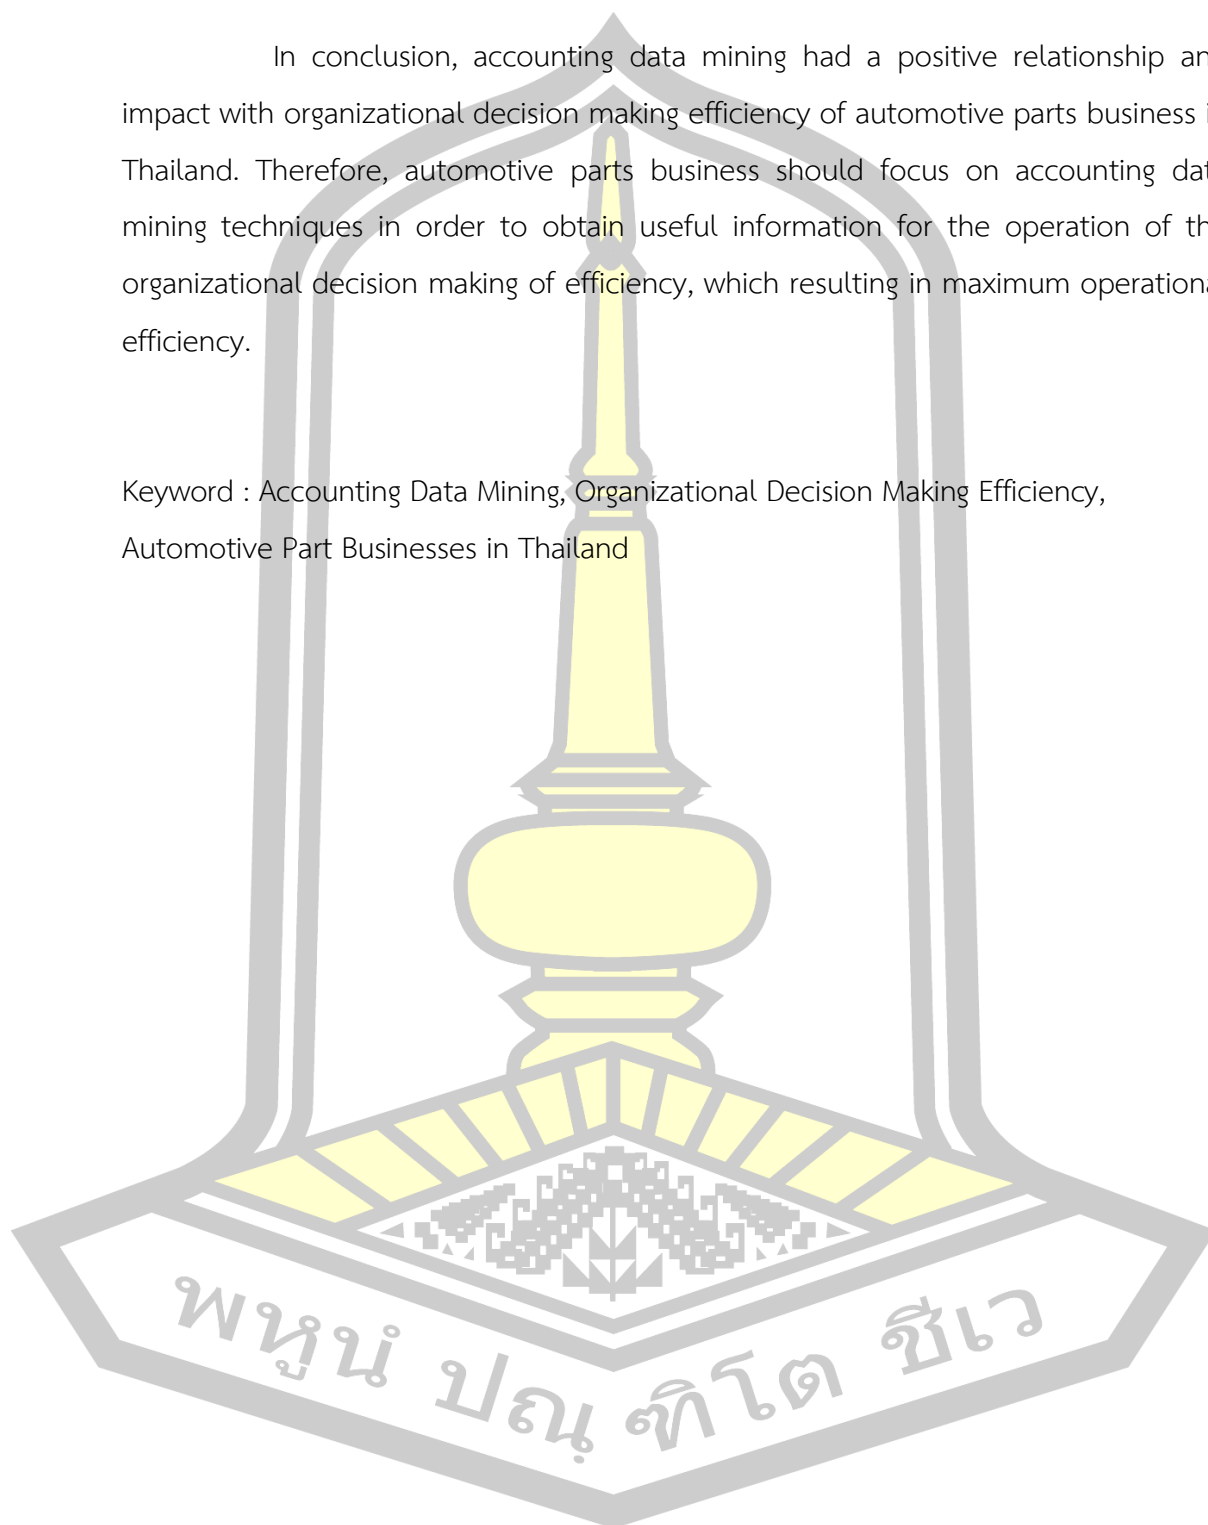 In conclusion, accounting data mining had a positive relationship an
impact with organizational decision making efficiency of automotive parts business i
Thailand. Therefore, automotive parts business should focus on accounting dat
mining techniques in order to obtain useful information for the operation of th
organizational decision making of efficiency, which resulting in maximum operationa
efficiency.
Keyword : Accounting Data Mining, Organizational Decision Making Efficiency,
Automotive Part Businesses in Thailand
พหูนํ ปณฺ ฑิโต ชีเว